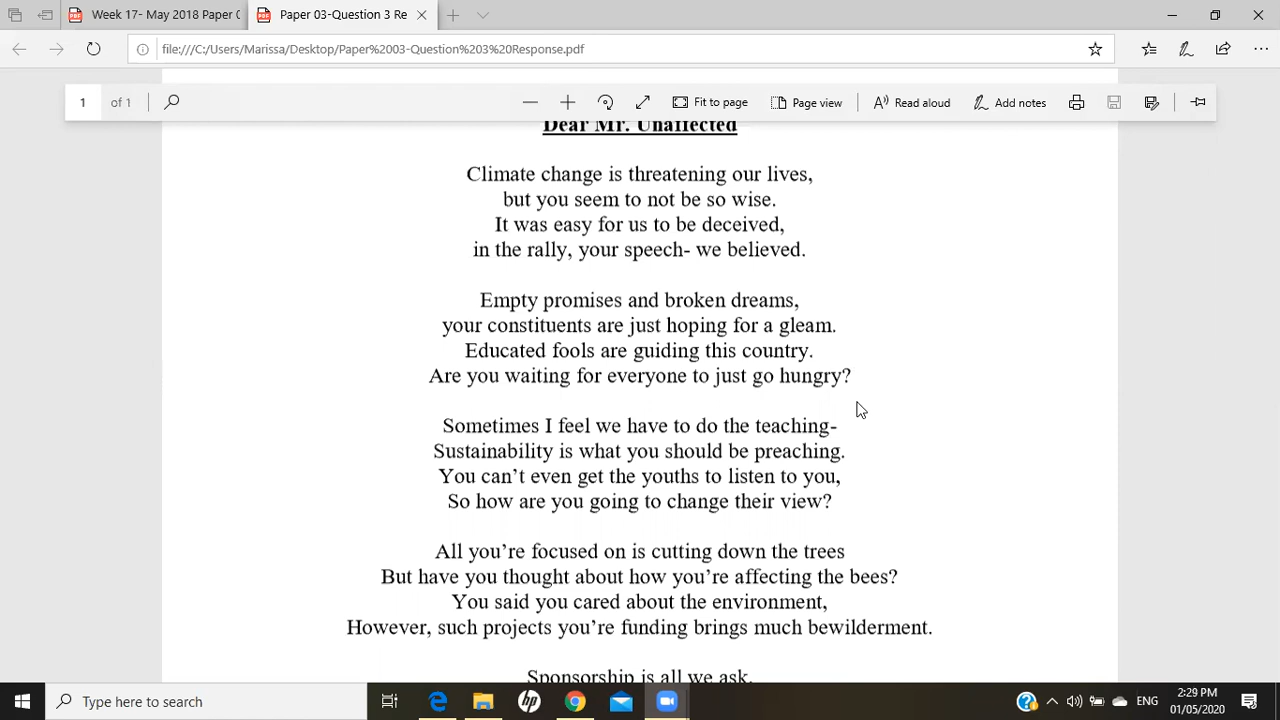 Week 17- May 2018 Paper 0
Paper 03-Question 3 Re
file:///C:/Users/Marissa/Desktop/Paper%2003-Question%203%20Response.pdf
1 of 1
Fit to page
Page view
Read aloud
Add notes
Dear Mr. Unaffected
Climate change is threatening our lives,
but you seem to not be so wise.
It was easy for us to be deceived,
in the rally, your speech- we believed.
Empty promises and broken dreams,
your constituents are just hoping for a gleam.
Educated fools are guiding this country.
Are you waiting for everyone to just go hungry?
Sometimes I feel we have to do the teaching-
Sustainability is what you should be preaching.
You can't even get the youths to listen to you,
So how are you going to change their view?
All you're focused on is cutting down the trees
But have you thought about how you're affecting the bees?
You said you cared about the environment,
However, such projects you're funding brings much bewilderment.
Sponsorship is all we ask.
Type here to search
hp
ENG
2:29 PM
01/05/2020